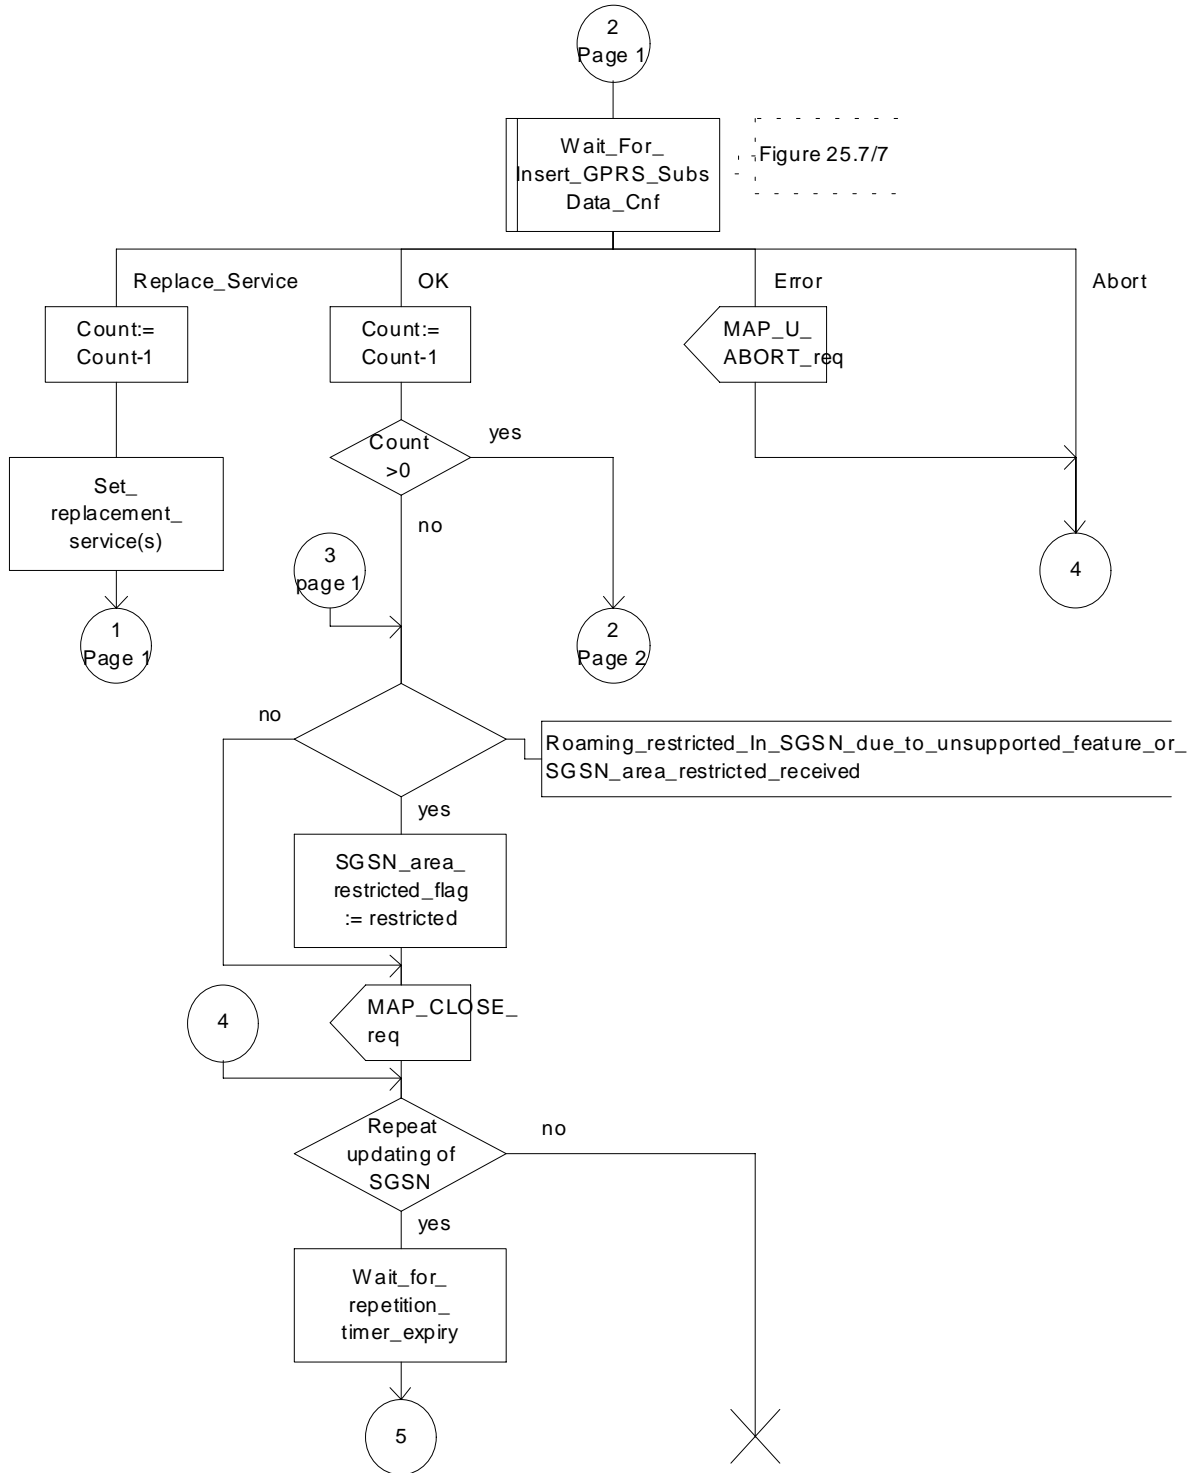 2
Page 1
Wait_For_
Insert_GPRS_Subs
Data_Cnf
Figure 25.7/7
Replace_Service
OK
Error
Abort
Count:=
Count-1
Count:=
Count-1
MAP_U_
ABORT_req
Count
>0
yes
no
Set_
replacement_
service(s)
3
page 1
4
1
Page 1
2
Page 2
no
Roaming_restricted_In_SGSN_due_to_unsupported_feature_or_
SGSN_area_restricted_received
yes
SGSN_area_
restricted_flag
:= restricted
4
MAP_CLOSE_
req
Repeat
updating of
SGSN
no
yes
Wait_for_
repetition_
timer_expiry
5